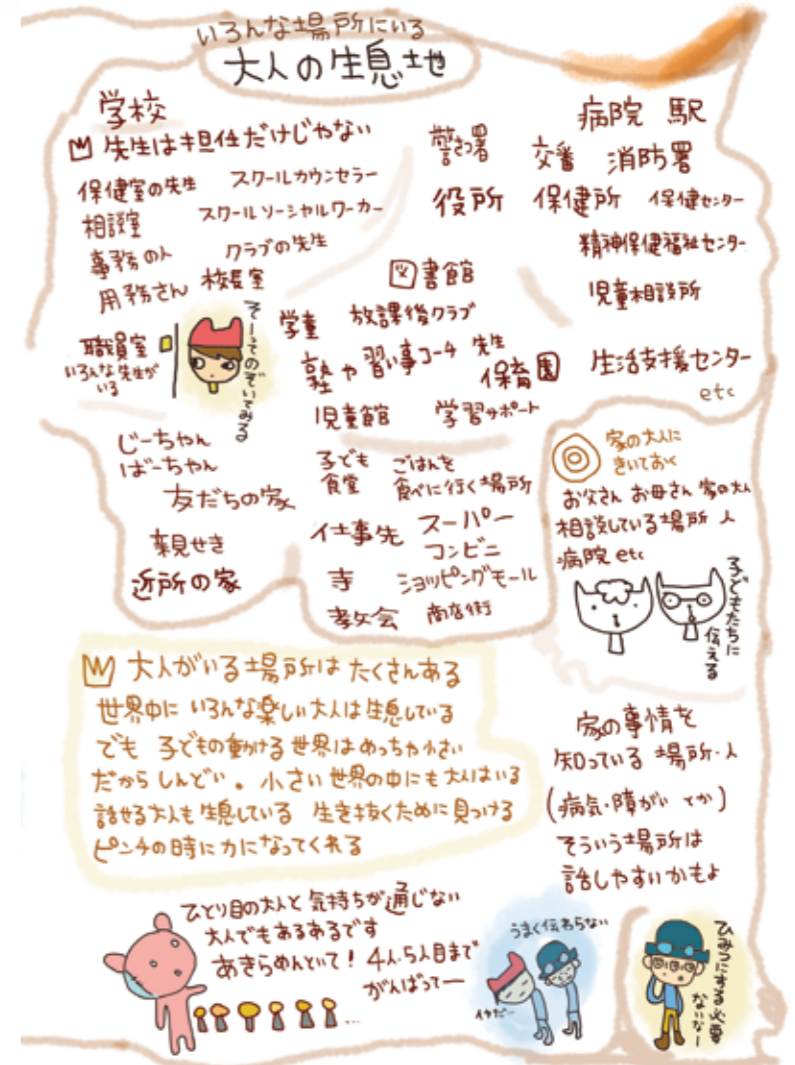 いろんな場所にいる
大人の生息地
学校
先生は担任だけじゃない
保健室の先生 スクールカウンセラー
相談室 スクールソーシャルワーカー
事務の人 クラブの先生
用務さん 校長室
職員室
いろんな先生が
いる
そーってのぞいてみる
病院 駅
警さつ署 交番 消防署
役所 保健所 保健センター
精神保健福祉センター
児童相談所
生活支援センター
etc
図書館
学童 放課後クラブ
塾や習い事コーチ 先生
保育園
児童館 学習サポート
じーちゃん
ばーちゃん
友だちの家
親せき
近所の家
子ども
食堂
ごはんを
食べに行く場所
仕事先 スーパー
コンビニ
寺 ショッピングモール
教会 商店街
家の大人に
きいておく
お父さん お母さん 家の大人
相談している場所 人
病院 etc
子どもたちに
伝える
大人がいる場所は たくさんある
世界中に いろんな楽しい大人は生息している
でも 子どもの動ける世界はめっちゃ小さい
だからしんどい。小さい世界の中にも大人はいる
話せる大人も生息している 生き抜くために見つける
ピンチの時に力になってくれる
家の事情を
知っている 場所・人
(病気・障がい とか)
そういう場所は
話しやすいかもよ
ひとり目の大人と気持ちが通じない
大人でもあるあるです
あきらめんといて! 4人・5人目まで
がんばってー
...
うまく伝わらない
ひみつにする必要
ないなー